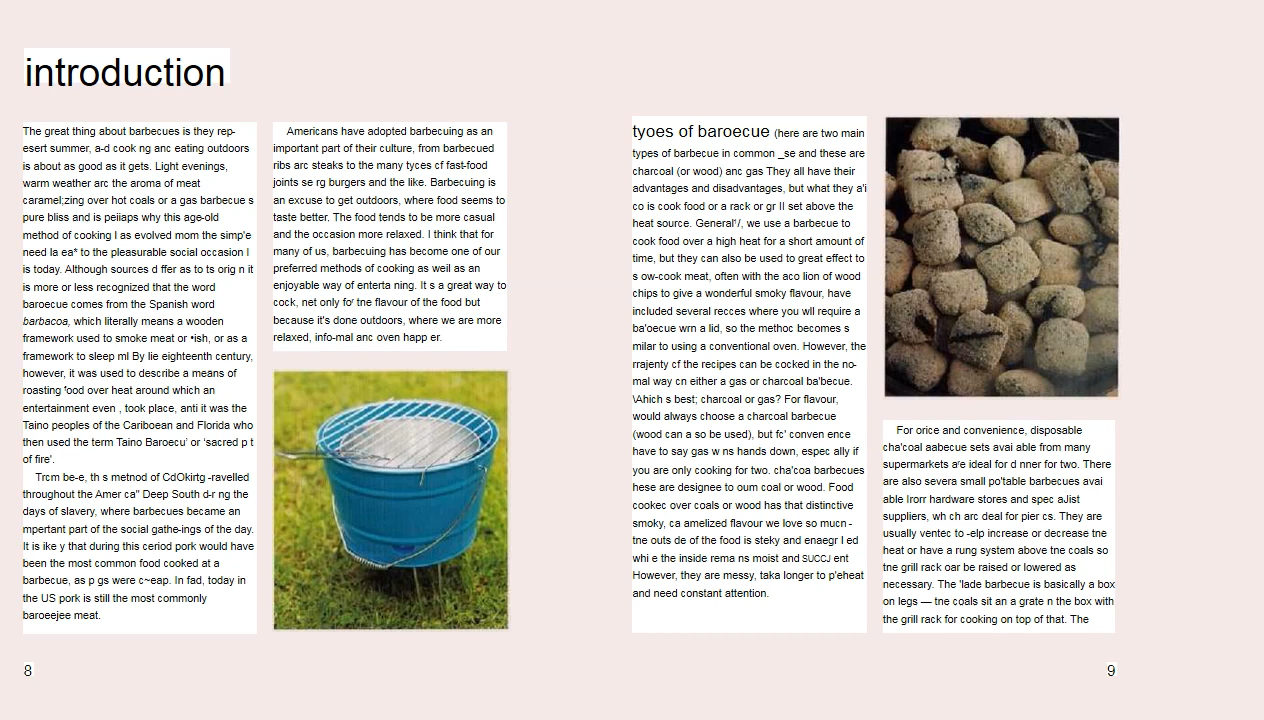 introduction
The great thing about barbecues is they rep-
esert summer, a-d cook ng anc eating outdoors
is about as good as it gets. Light evenings,
warm weather arc the aroma of meat
caramel;zing over hot coals or a gas barbecue s
pure bliss and is peiiaps why this age-old
method of cooking I as evolved mom the simp'e
need la ea* to the pleasurable social occasion I
is today. Although sources d ffer as to ts orig n it
is more or less recognized that the word
baroecue comes from the Spanish word
barbacoa, which literally means a wooden
framework used to smoke meat or •ish, or as a
framework to sleep ml By lie eighteenth century,
however, it was used to describe a means of
roasting 'ood over heat around which an
entertainment even , took place, anti it was the
Taino peoples of the Cariboean and Florida who
then used the term Taino Baroecu' or 'sacred p t
of fire'.
Trcm be-e, th s metnod of CdOkirtg -ravelled
throughout the Amer ca" Deep South d-r ng the
days of slavery, where barbecues became an
mpertant part of the social gathe-ings of the day.
It is ike y that during this ceriod pork would have
been the most common food cooked at a
barbecue, as p gs were c~eap. In fad, today in
the US pork is still the most commonly
baroeejee meat.
Americans have adopted barbecuing as an
important part of their culture, from barbecued
ribs arc steaks to the many tyces cf fast-food
joints se rg burgers and the like. Barbecuing is
an excuse to get outdoors, where food seems to
taste better. The food tends to be more casual
and the occasion more relaxed. I think that for
many of us, barbecuing has become one of our
preferred methods of cooking as weil as an
enjoyable way of enterta ning. It s a great way to
cock, net only for tne flavour of the food but
because it's done outdoors, where we are more
relaxed, info-mal anc oven happ er.
8
tyoes of baroecue (here are two main
types of barbecue in common _se and these are
charcoal (or wood) anc gas They all have their
advantages and disadvantages, but what they a'i
co is cook food or a rack or gr II set above the
heat source. General'/, we use a barbecue to
cook food over a high heat for a short amount of
time, but they can also be used to great effect to
s ow-cook meat, often with the aco lion of wood
chips to give a wonderful smoky flavour, have
included several recces where you wll require a
ba'oecue wrn a lid, so the methoc becomes s
milar to using a conventional oven. However, the
rrajenty cf the recipes can be cocked in the no-
mal way cn either a gas or charcoal ba'becue.
\Ahich s best; charcoal or gas? For flavour,
would always choose a charcoal barbecue
(wood can a so be used), but fc' conven ence
have to say gas w ns hands down, espec ally if
you are only cooking for two. cha'coa barbecues
hese are designee to oum coal or wood. Food
cookec over coals or wood has that distinctive
smoky, ca amelized flavour we love so mucn -
tne outs de of the food is steky and enaegr I ed
whi e the inside rema ns moist and SUCCJ ent
However, they are messy, taka longer to p'eheat
and need constant attention.
For orice and convenience, disposable
cha'coal aabecue sets avai able from many
supermarkets a'e ideal for d nner for two. There
are also severa small po'table barbecues avai
able Irorr hardware stores and spec aJist
suppliers, wh ch arc deal for pier cs. They are
usually ventec to -elp increase or decrease tne
heat or have a rung system above tne coals so
tne grill rack oar be raised or lowered as
necessary. The 'lade barbecue is basically a box
on legs — tne coals sit an a grate n the box with
the grill rack for cooking on top of that. The
9